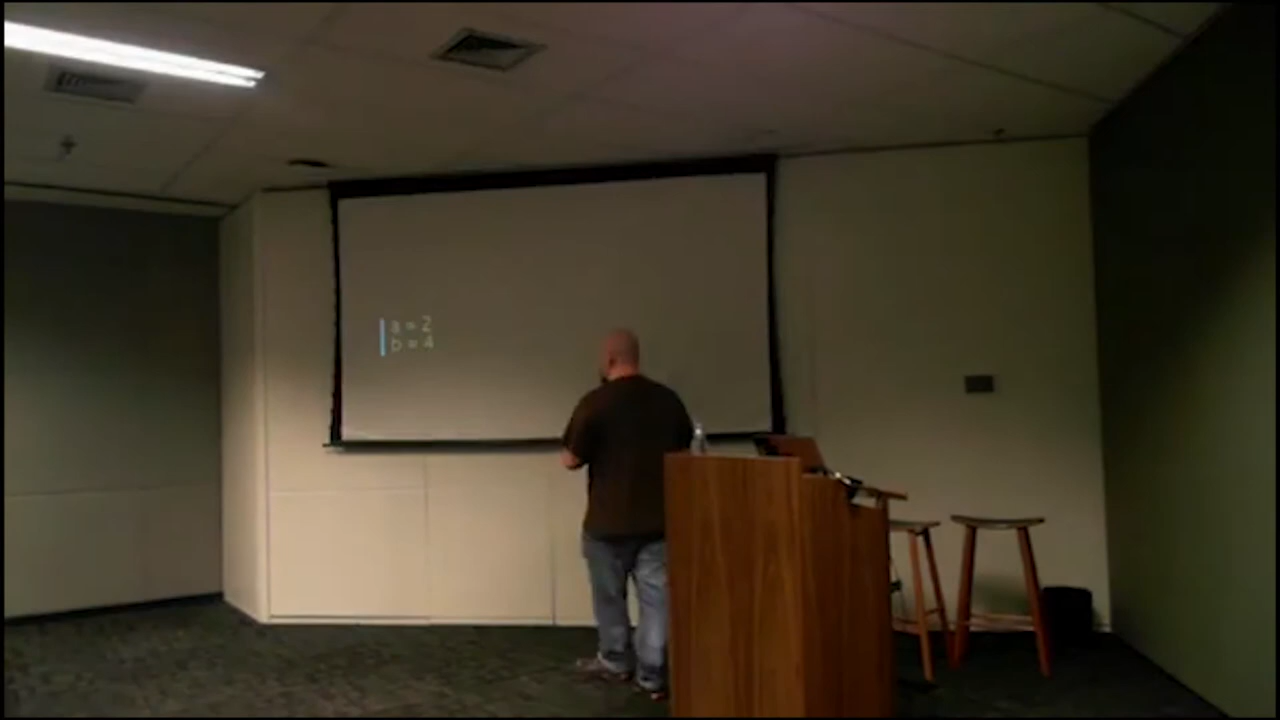 a = 2
b = 4